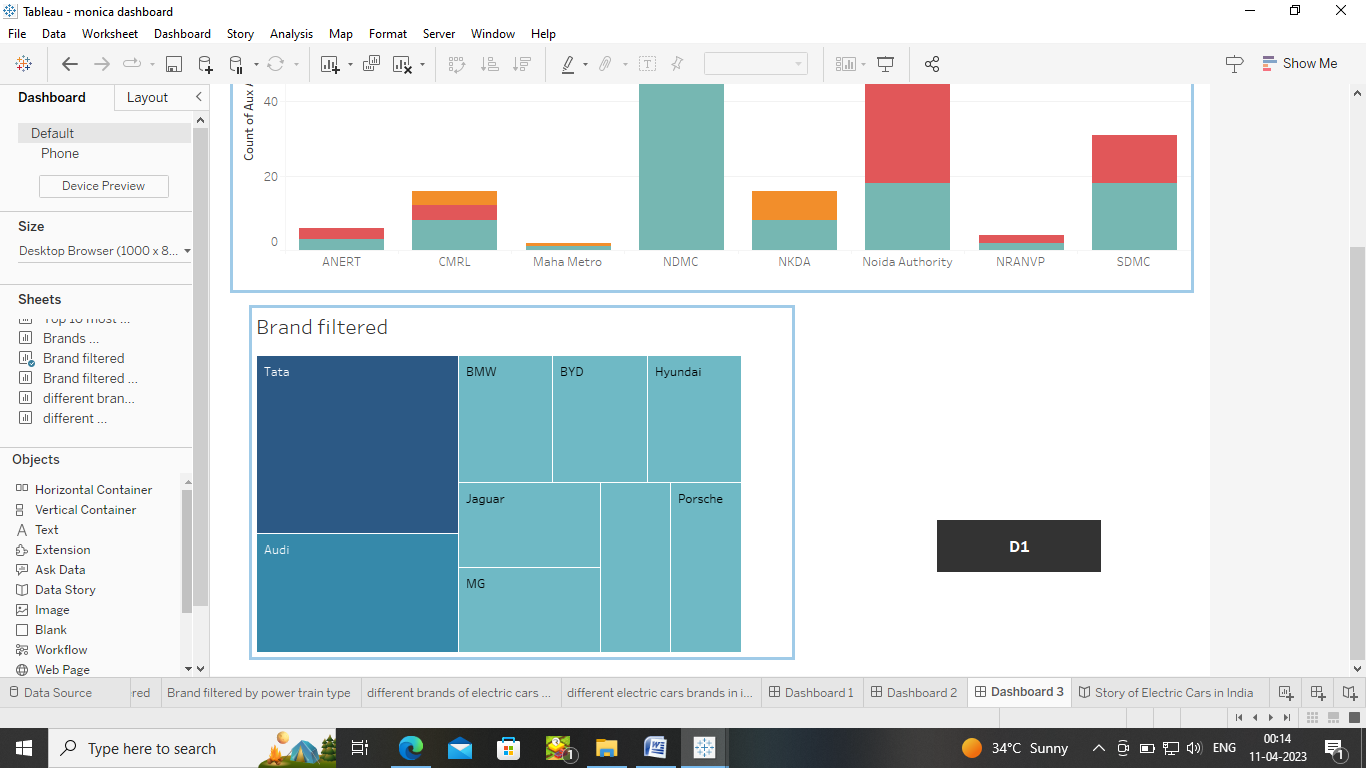 Tableau - monica dashboard
File Data Worksheet Dashboard Story Analysis Map Format Server Window Help
Show Me
Dashboard Layout
Default
Phone
Device Preview
Size
Desktop Browser (1000 x 8...
Sheets
Top 10 most ...
Brands ...
Brand filtered
Brand filtered ...
different bran...
different ...
Objects
Horizontal Container
Vertical Container
Text
Extension
Ask Data
Data Story
Image
Blank
Workflow
Web Page
Count of Aux
40
20
0
ANERT CMRL Maha Metro NDMC NKDA Noida Authority NRANVP SDMC
Brand filtered
Tata BMW BYD Hyundai
Jaguar Porsche
Audi
MG
D1
Data Source Brand filtered by power train type different brands of electric cars ... different electric cars brands in i... Dashboard 1 Dashboard 2 Dashboard 3 Story of Electric Cars in India
Type here to search
1
34°C Sunny
ENG
00:14
11-04-2023
1